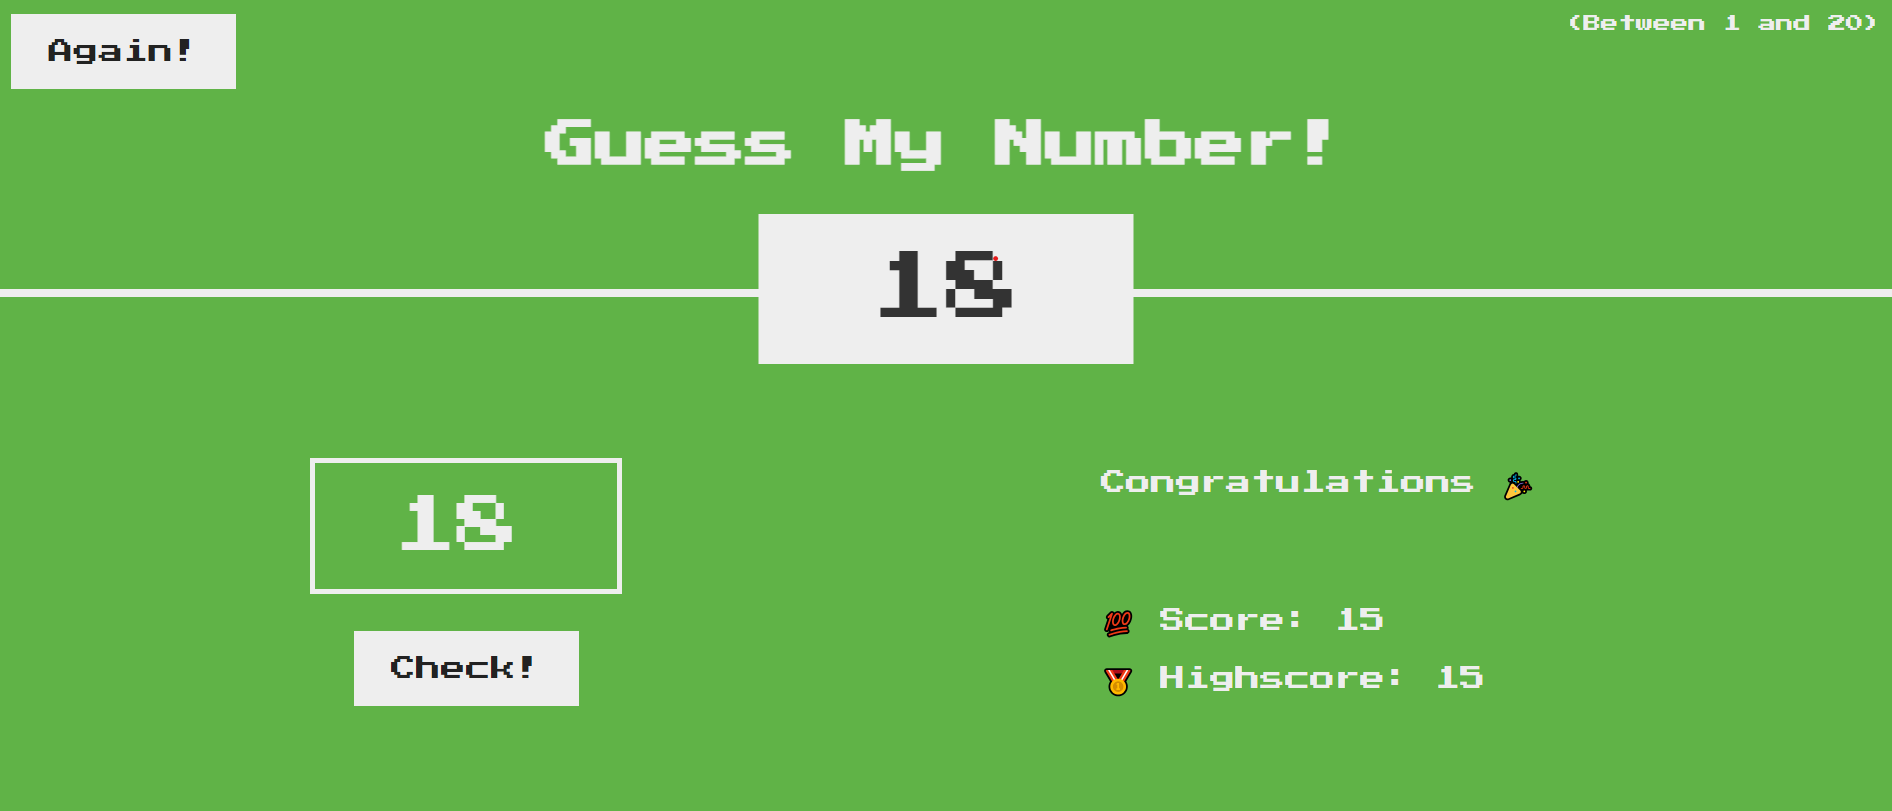 Again!
(Between 1 and 20)
Guess My Number!
18
18
Check!
Congratulations 🎉
💯 Score: 15
🥇 Highscore: 15